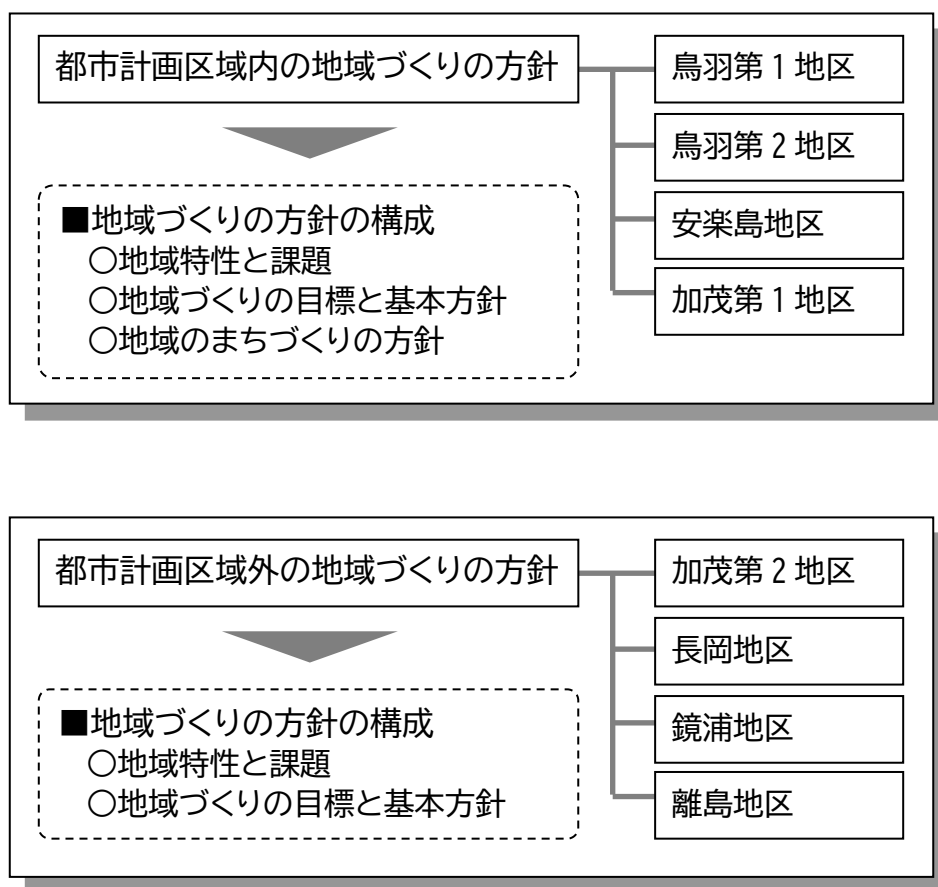 都市計画区域内の地域づくりの方針
鳥羽第１地区
鳥羽第２地区
安楽島地区
加茂第１地区
■地域づくりの方針の構成
○地域特性と課題
○地域づくりの目標と基本方針
○地域のまちづくりの方針
都市計画区域外の地域づくりの方針
加茂第２地区
長岡地区
鏡浦地区
離島地区
■地域づくりの方針の構成
○地域特性と課題
○地域づくりの目標と基本方針